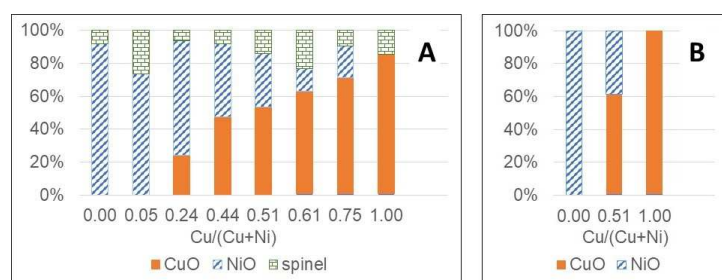 100%
80%
60%
40%
20%
0%
A
0.00 0.05 0.24 0.44 0.51 0.61 0.75 1.00
Cu/(Cu+Ni)
CuO NiO spinel
100%
80%
60%
40%
20%
0%
B
0.00 0.51 1.00
Cu/(Cu+Ni)
CuO NiO